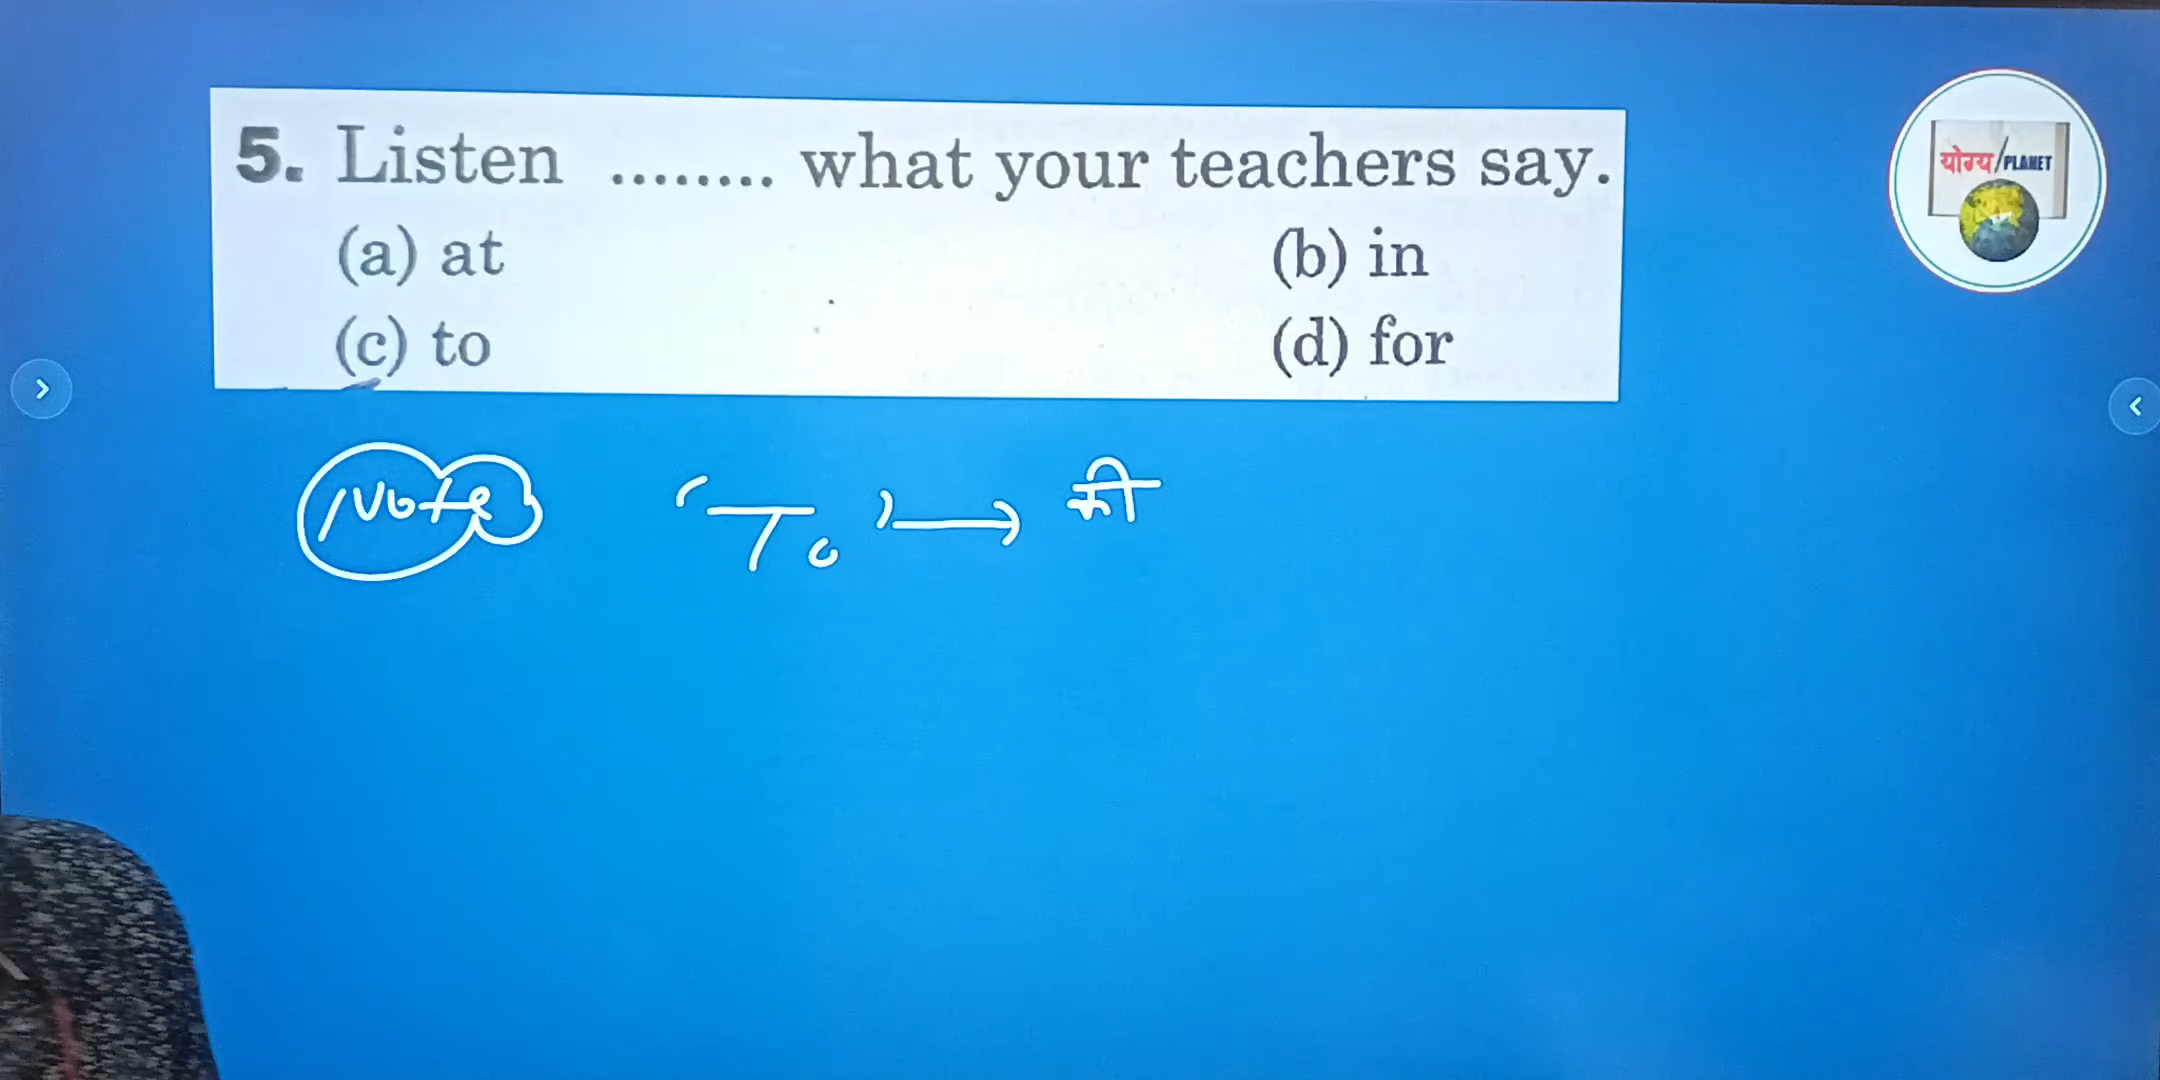 5. Listen ........ what your teachers say.
(a) at (b) in
(c) to (d) for
योग्य/PLANET
Note 'To' → की